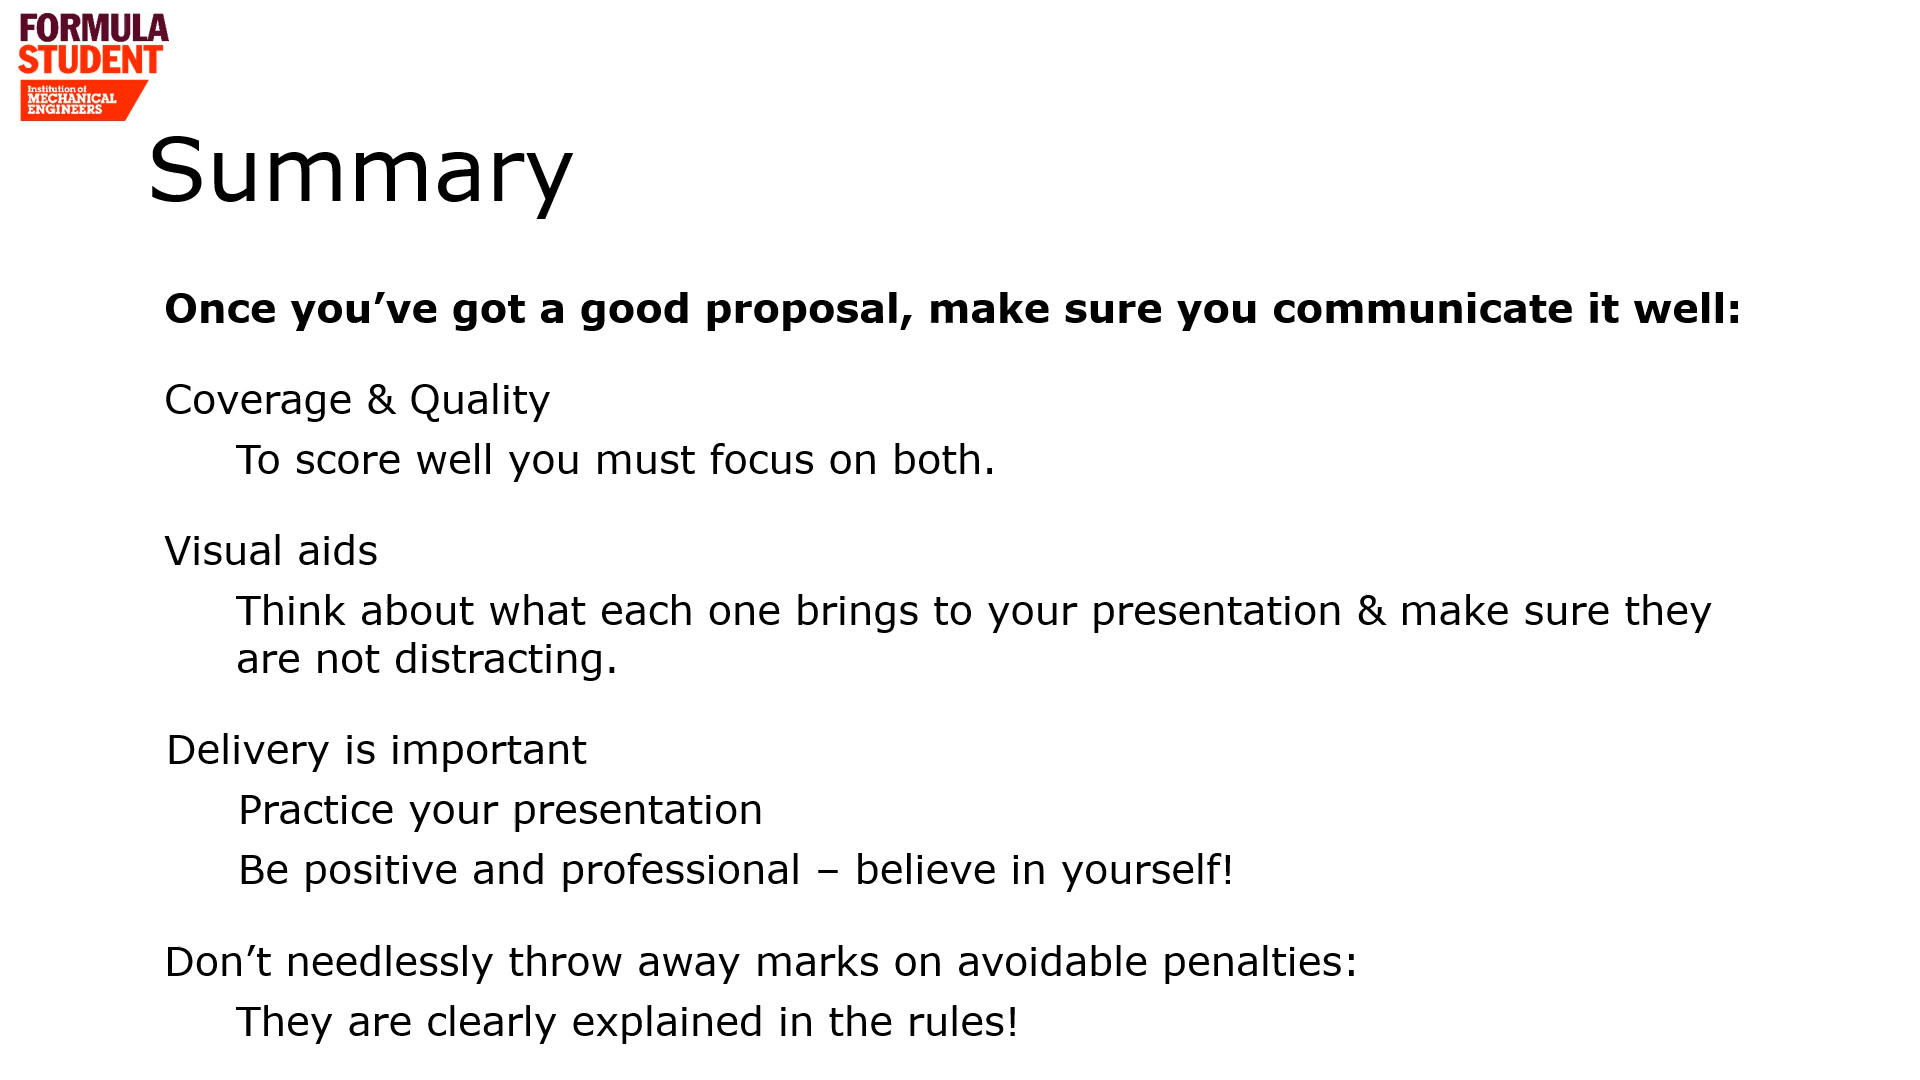 FORMULA
STUDENT
Institution of
MECHANICAL
ENGINEERS
Summary
Once you’ve got a good proposal, make sure you communicate it well:
Coverage & Quality
To score well you must focus on both.
Visual aids
Think about what each one brings to your presentation & make sure they
are not distracting.
Delivery is important
Practice your presentation
Be positive and professional – believe in yourself!
Don’t needlessly throw away marks on avoidable penalties:
They are clearly explained in the rules!